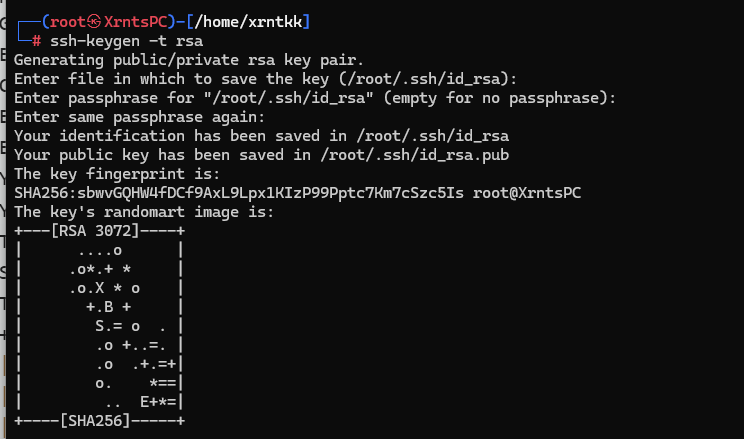 ┌──(root㉿XrntsPC)-[/home/xrntkk]
└─# ssh-keygen -t rsa
Generating public/private rsa key pair.
Enter file in which to save the key (/root/.ssh/id_rsa):
Enter passphrase for "/root/.ssh/id_rsa" (empty for no passphrase):
Enter same passphrase again:
Your identification has been saved in /root/.ssh/id_rsa
Your public key has been saved in /root/.ssh/id_rsa.pub
The key fingerprint is:
SHA256:sbwvGQHW4fDCf9AxL9Lpx1KIzP99Pptc7Km7cSzc5Is root@XrntsPC
The key's randomart image is:
+---[RSA 3072]----+
|      ....o      |
|     .o*.+ *     |
|     .o.X * o    |
|       +.B +     |
|        S.= o  . |
|        .o +..=. |
|        .o  .+.=+|
|        o.    *==|
|         ..  E+*=|
+----[SHA256]-----+